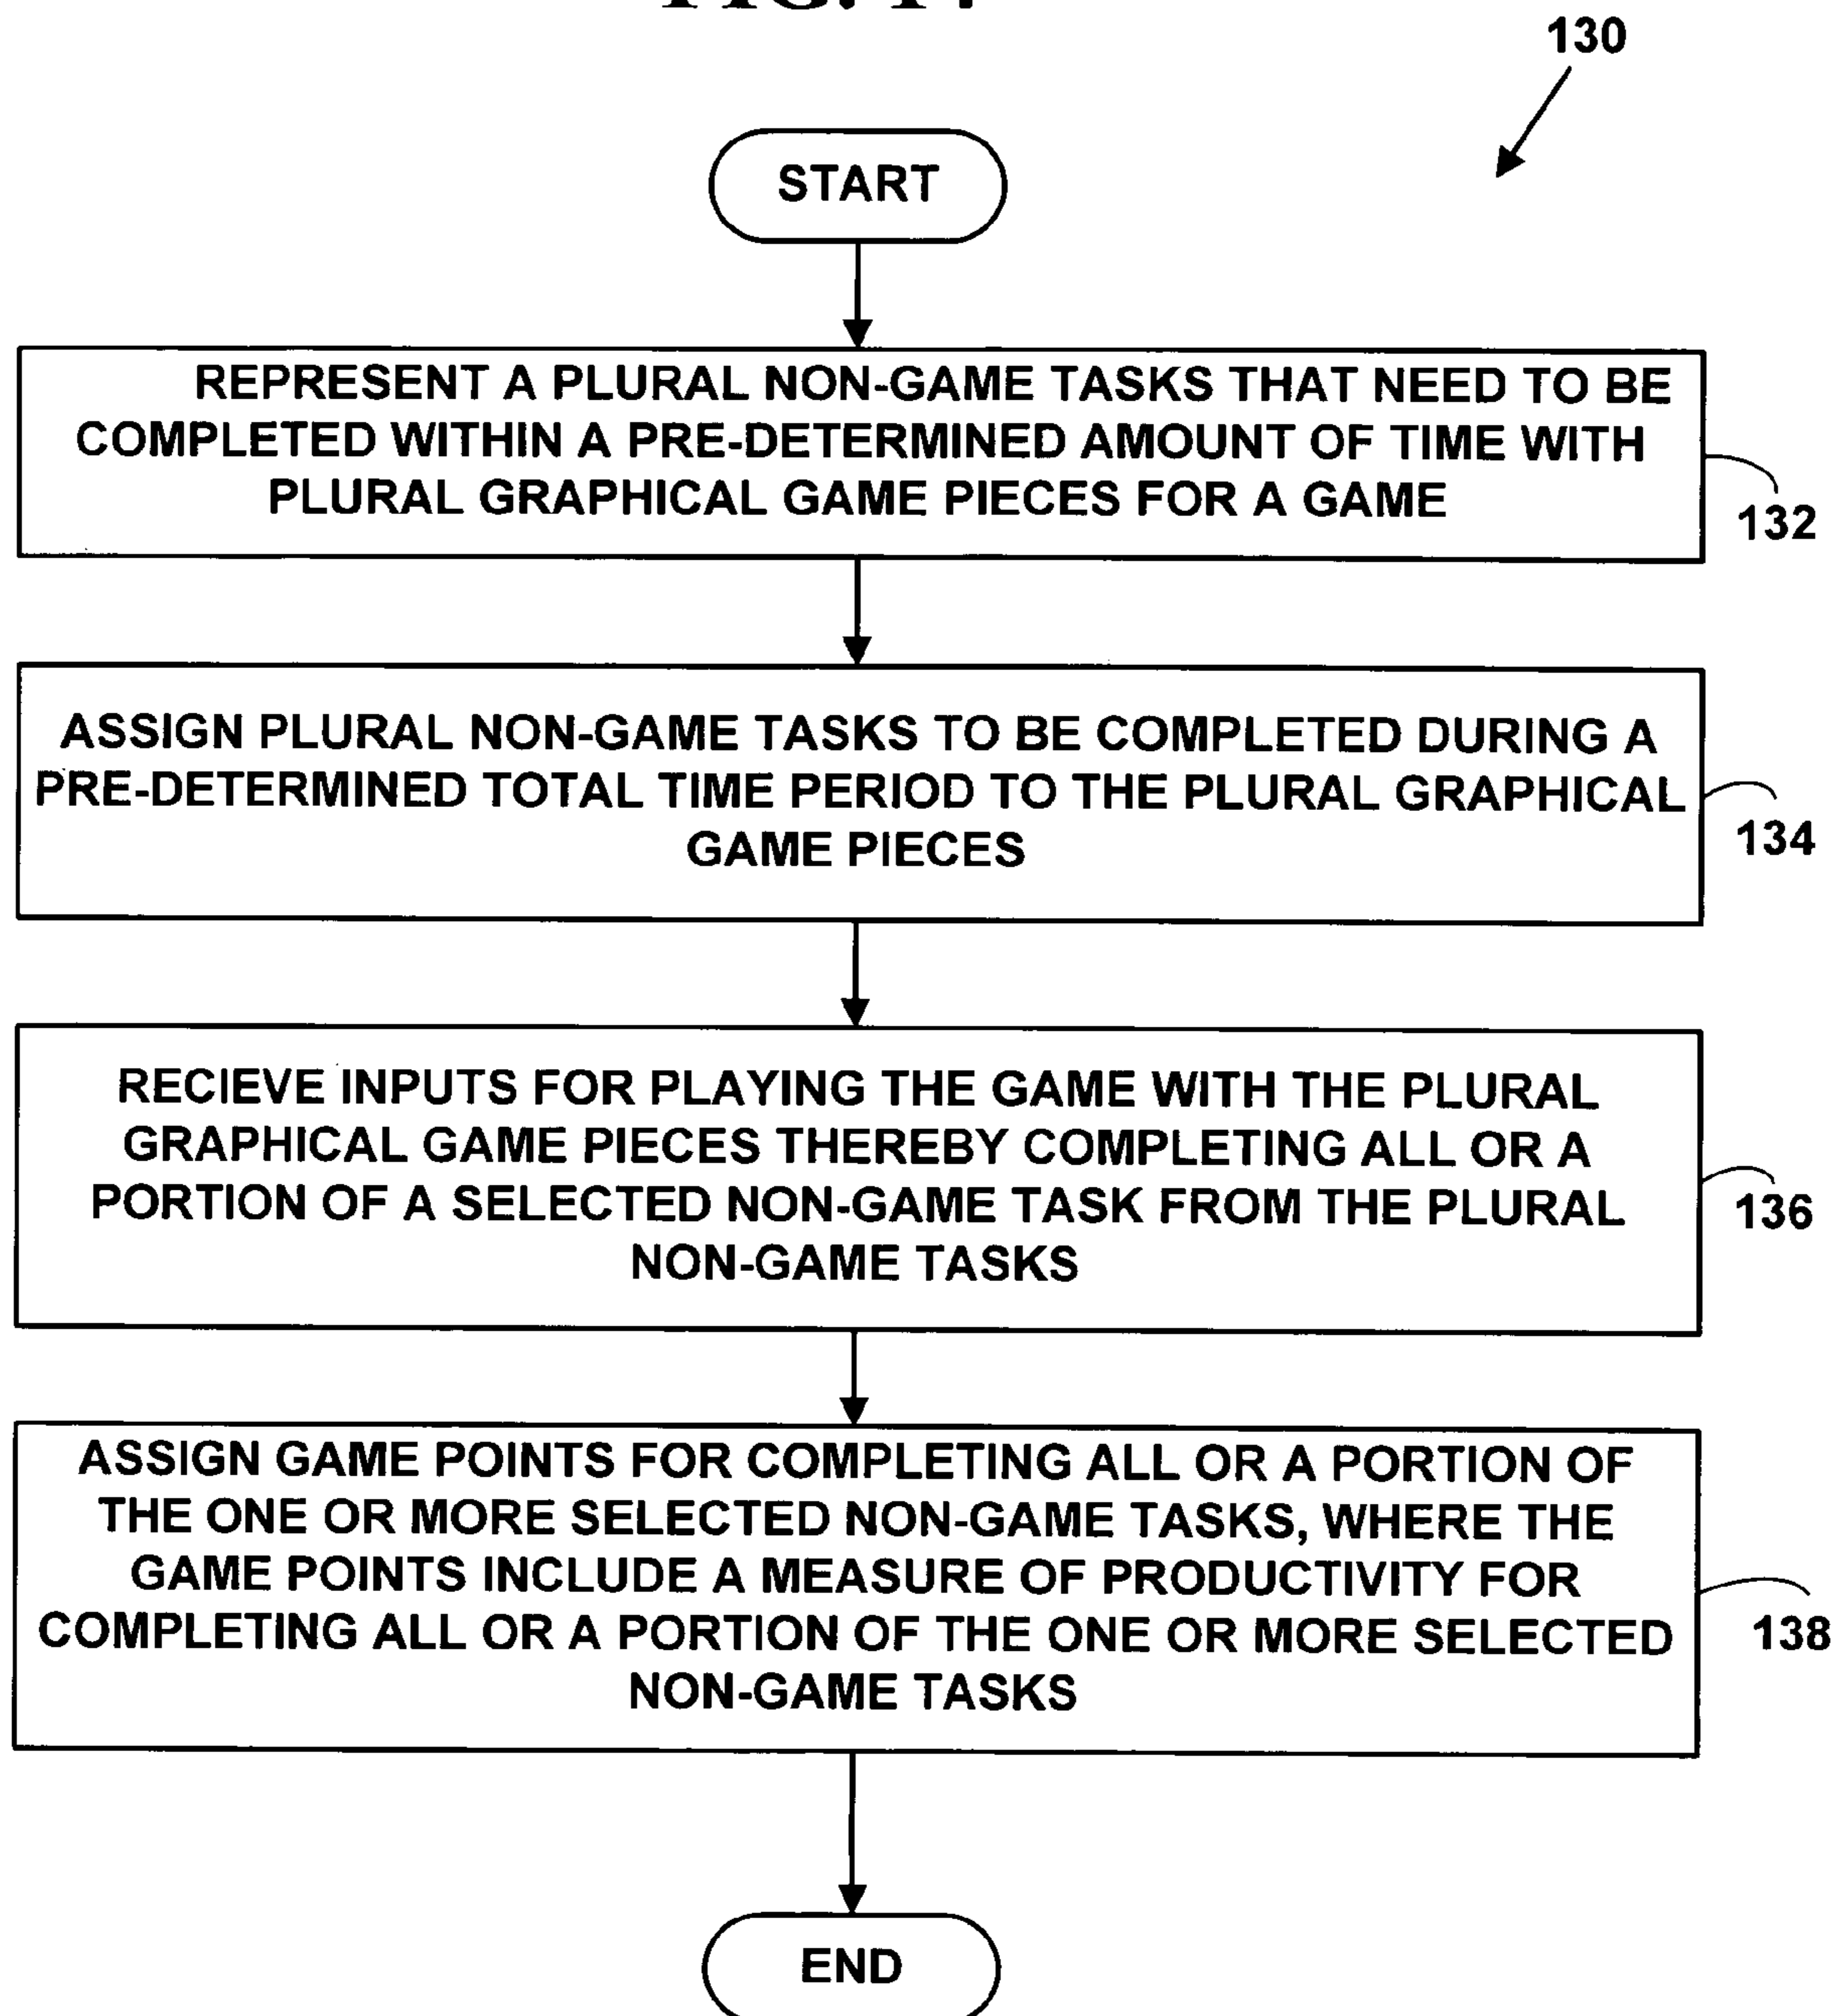 130
START
REPRESENT A PLURAL NON-GAME TASKS THAT NEED TO BE
COMPLETED WITHIN A PRE-DETERMINED AMOUNT OF TIME WITH
PLURAL GRAPHICAL GAME PIECES FOR A GAME
132
ASSIGN PLURAL NON-GAME TASKS TO BE COMPLETED DURING A
PRE-DETERMINED TOTAL TIME PERIOD TO THE PLURAL GRAPHICAL
GAME PIECES
134
RECIEVE INPUTS FOR PLAYING THE GAME WITH THE PLURAL
GRAPHICAL GAME PIECES THEREBY COMPLETING ALL OR A
PORTION OF A SELECTED NON-GAME TASK FROM THE PLURAL
NON-GAME TASKS
136
ASSIGN GAME POINTS FOR COMPLETING ALL OR A PORTION OF
THE ONE OR MORE SELECTED NON-GAME TASKS, WHERE THE
GAME POINTS INCLUDE A MEASURE OF PRODUCTIVITY FOR
COMPLETING ALL OR A PORTION OF THE ONE OR MORE SELECTED
NON-GAME TASKS
138
END